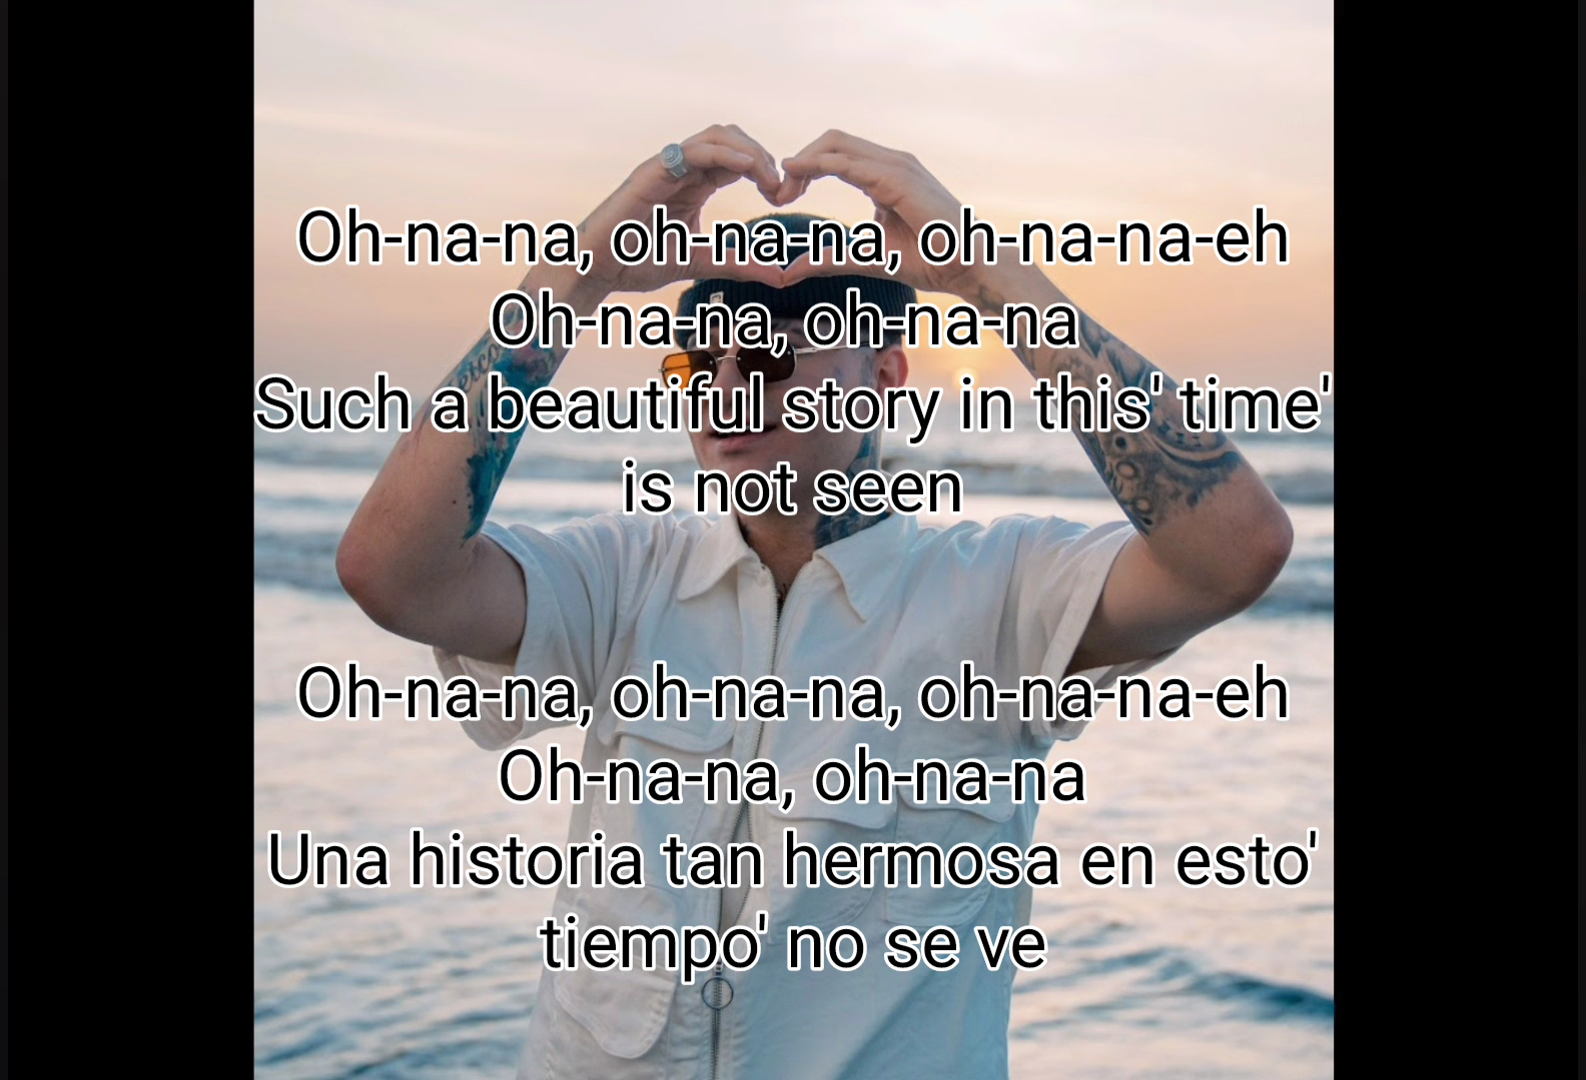 Oh-na-na, oh-na-na, oh-na-na-eh
Oh-na-na, oh-na-na
Such a beautiful story in this' time'
is not seen
Oh-na-na, oh-na-na, oh-na-na-eh
Oh-na-na, oh-na-na
Una historia tan hermosa en esto'
tiempo' no se ve